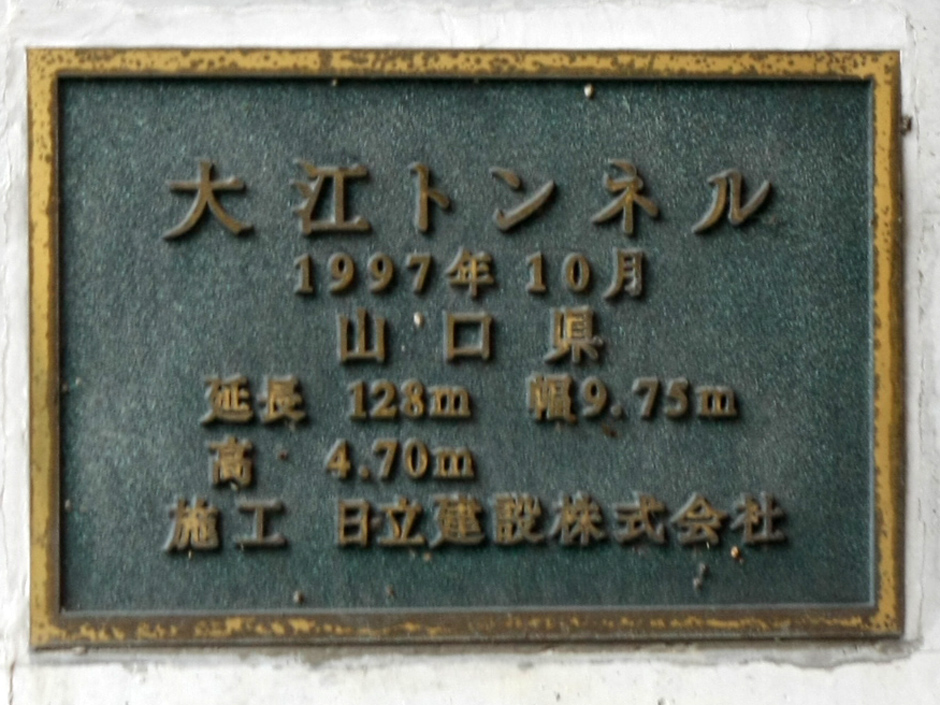 大江トンネル
1997年10月
山口県
延長 128m 幅9.75m
高 4.70m
施工 日立建設株式会社